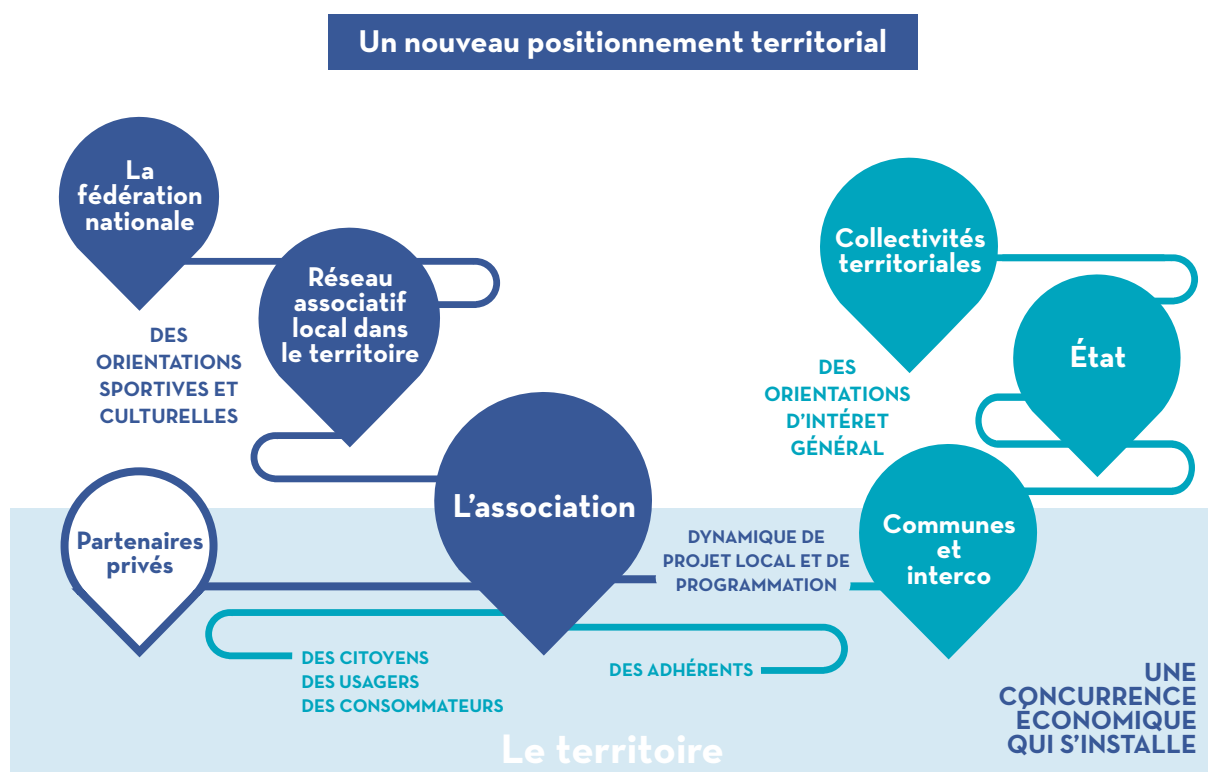 Un nouveau positionnement territorial
La
fédération
nationale
DES
ORIENTATIONS
SPORTIVES ET
CULTURELLES
Réseau
associatif
local dans
le territoire
Collectivités
territoriales
État
DES
ORIENTATIONS
D'INTÉRET
GÉNÉRAL
L'association
Partenaires
privés
DYNAMIQUE DE
PROJET LOCAL ET DE
PROGRAMMATION
Communes
et
interco
DES CITOYENS
DES USAGERS
DES CONSOMMATEURS
DES ADHÉRENTS
UNE
CONCURRENCE
ÉCONOMIQUE
QUI S'INSTALLE
Le territoire